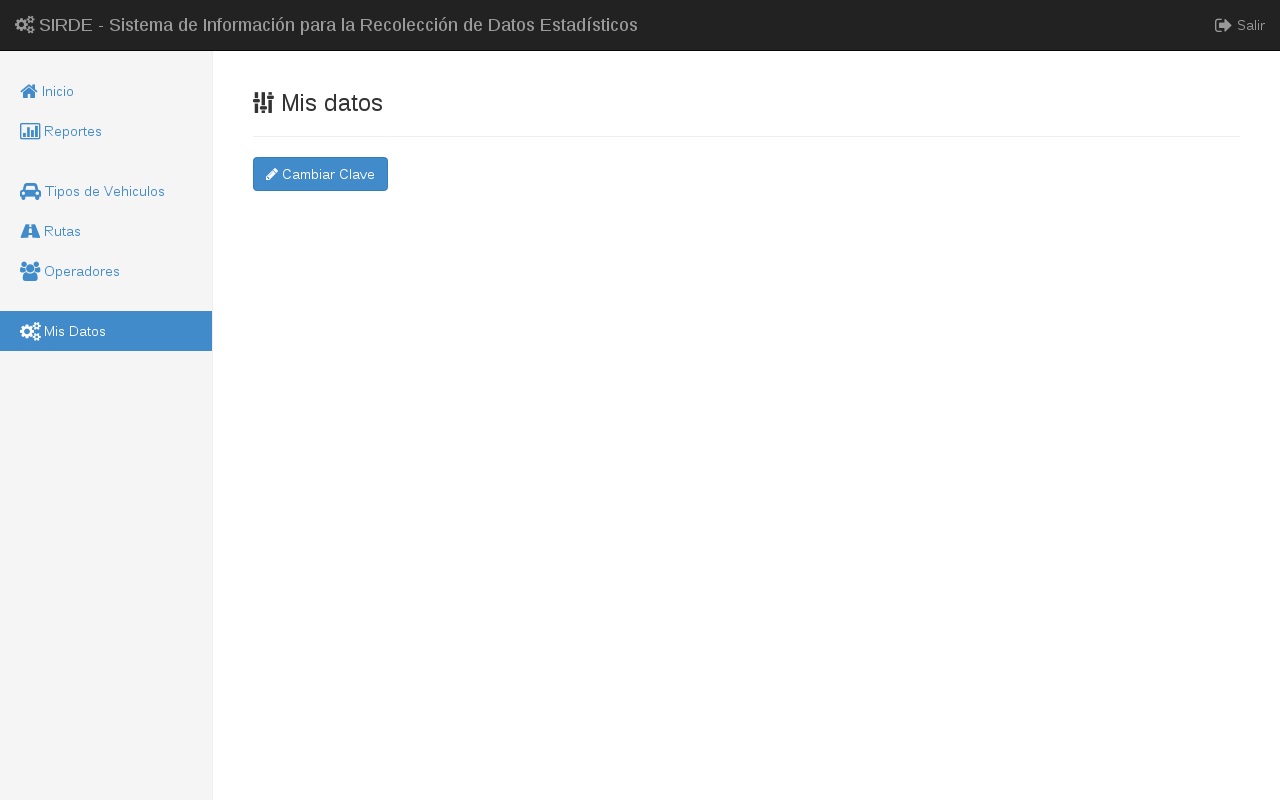 SIRDE - Sistema de Información para la Recolección de Datos Estadísticos
Salir
Inicio
Reportes
Tipos de Vehiculos
Rutas
Operadores
Mis Datos
Mis datos
Cambiar Clave